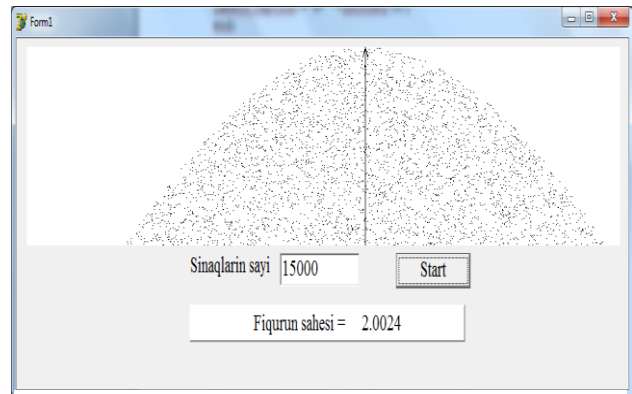 Form1
Sinaqlarin sayi 15000 Start
Fiqurun sahesi = 2.0024